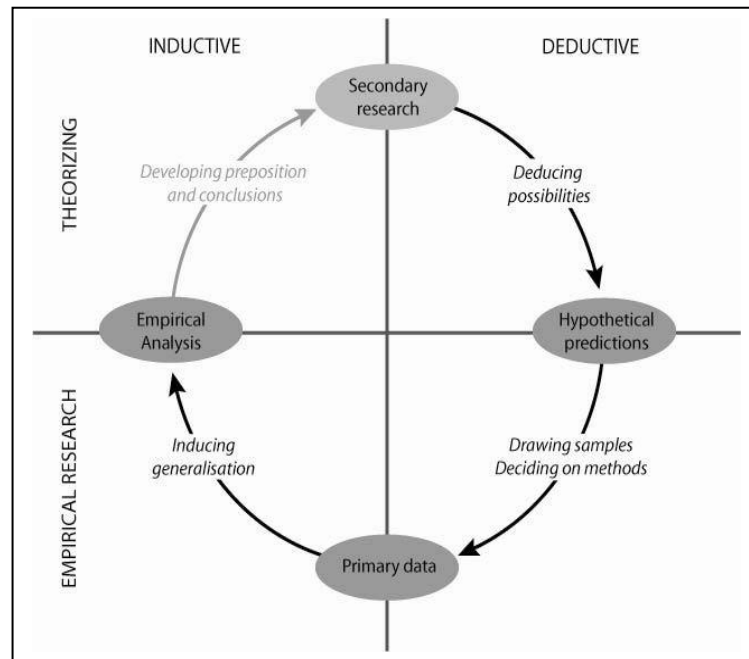 INDUCTIVE
DEDUCTIVE
THEORIZING
EMPIRICAL RESEARCH
Secondary
research
Developing preposition
and conclusions
Deducing
possibilities
Empirical
Analysis
Hypothetical
predictions
Inducing
generalisation
Drawing samples
Deciding on methods
Primary data